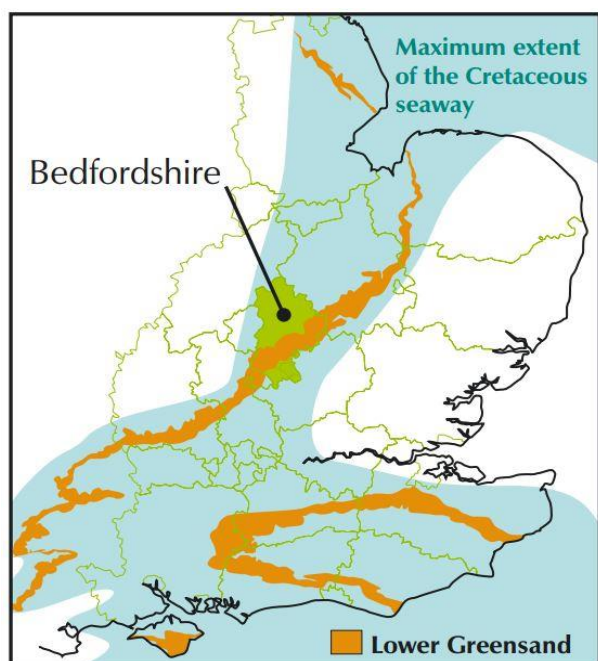 Maximum extent
of the Cretaceous
seaway
Bedfordshire
Lower Greensand